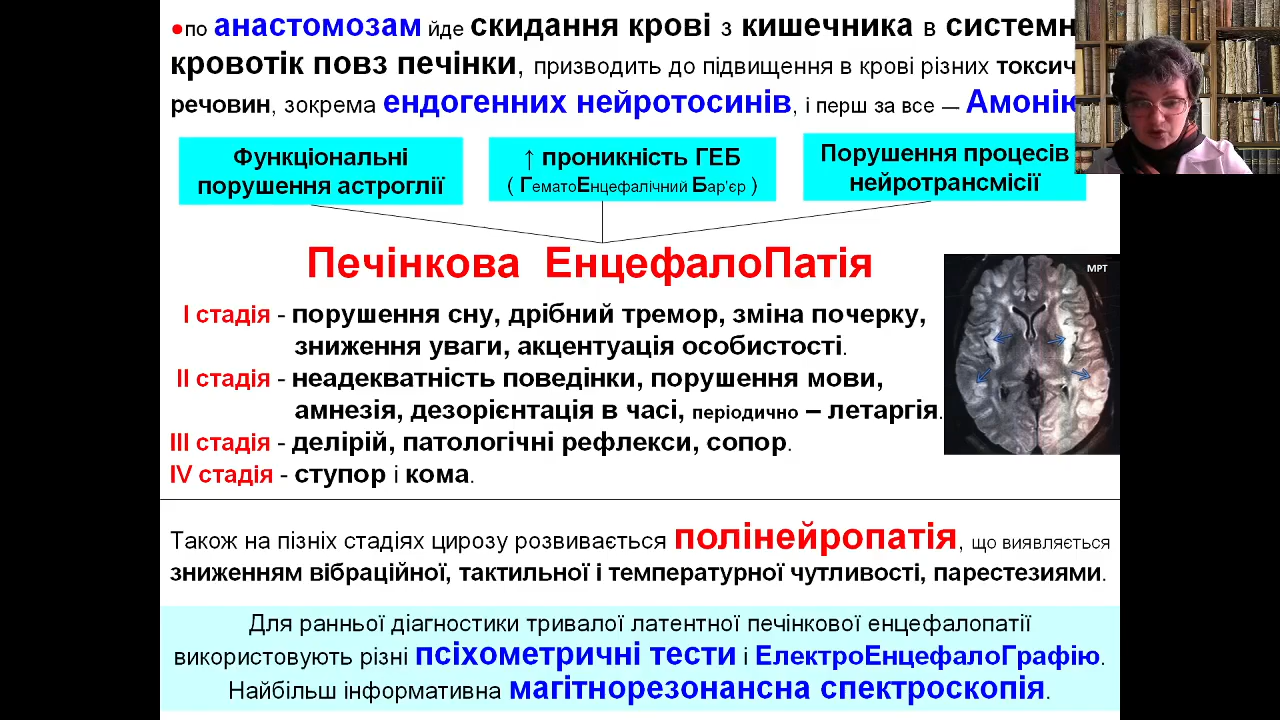 ●по анастомозам йде скидання крові з кишечника в системн
кровотік повз печінки, призводить до підвищення в крові різних токсич
речовин, зокрема ендогенних нейротосинів, і перш за все — Амонію
Функціональні
порушення астроглії
↑ проникність ГЕБ
( ГематоЕнцефалічний Бар'єр )
Порушення процесів
нейротрансмісії
Печінкова ЕнцефалоПатія
МРТ
I стадія - порушення сну, дрібний тремор, зміна почерку,
зниження уваги, акцентуація особистості.
II стадія - неадекватність поведінки, порушення мови,
амнезія, дезорієнтація в часі, періодично – летаргія.
III стадія - делірій, патологічні рефлекси, сопор.
IV стадія - ступор і кома.
Також на пізніх стадіях цирозу розвивається полінейропатія, що виявляється
зниженням вібраційної, тактильної і температурної чутливості, парестезиями.
Для ранньої діагностики тривалої латентної печінкової енцефалопатії
використовують різні псіхометричні тести і ЕлектроЕнцефалоГрафію.
Найбільш інформативна магітнорезонансна спектроскопія.